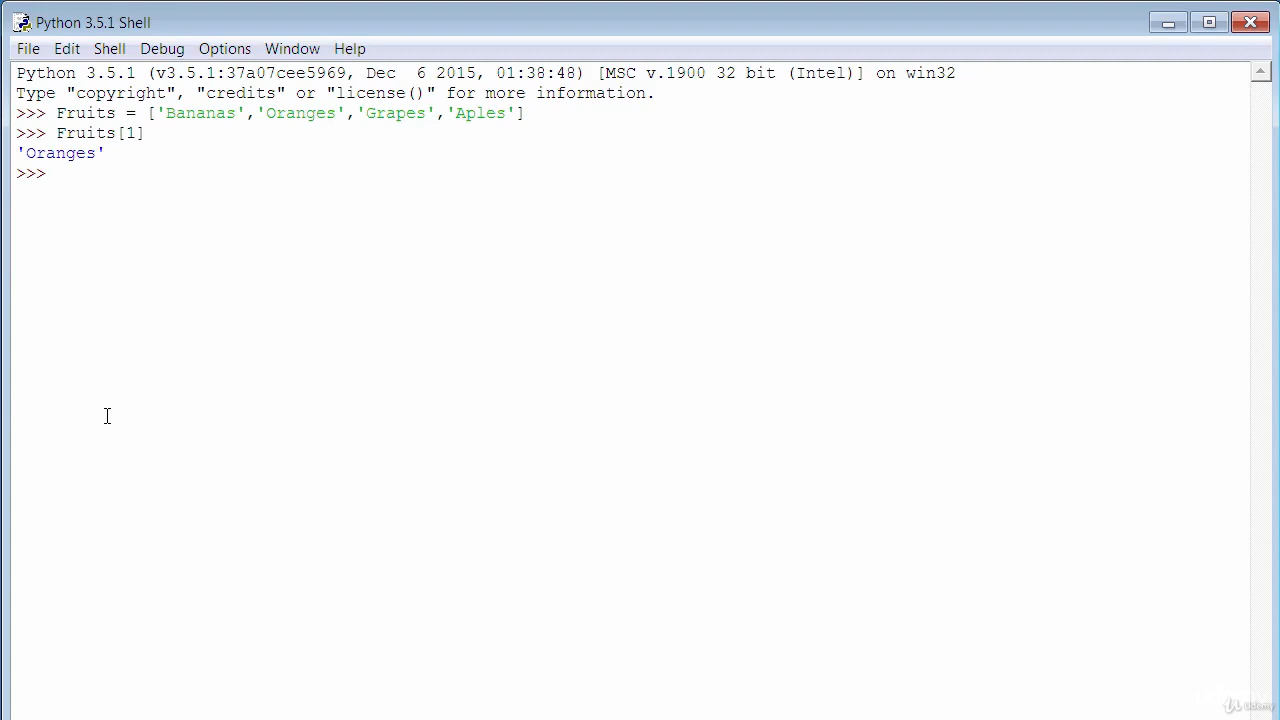 Python 3.5.1 Shell
File Edit Shell Debug Options Window Help
Python 3.5.1 (v3.5.1:37a07cee5969, Dec  6 2015, 01:38:48) [MSC v.1900 32 bit (Intel)] on win32
Type "copyright", "credits" or "license()" for more information.
>>> Fruits = ['Bananas','Oranges','Grapes','Aples']
>>> Fruits[1]
'Oranges'
>>>
Udemy